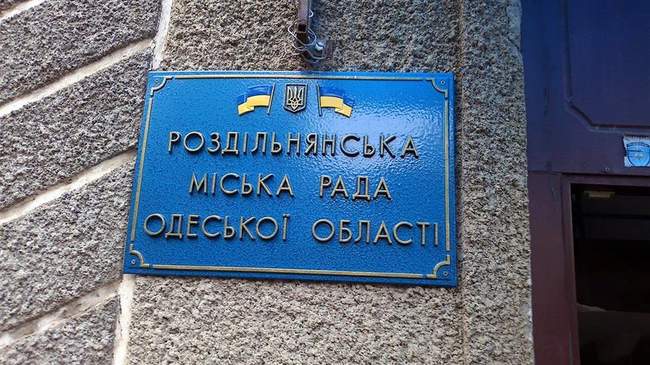 РОЗДІЛЬНЯНСЬКА
МІСЬКА РАДА
ОДЕСЬКОЇ ОБЛАСТІ